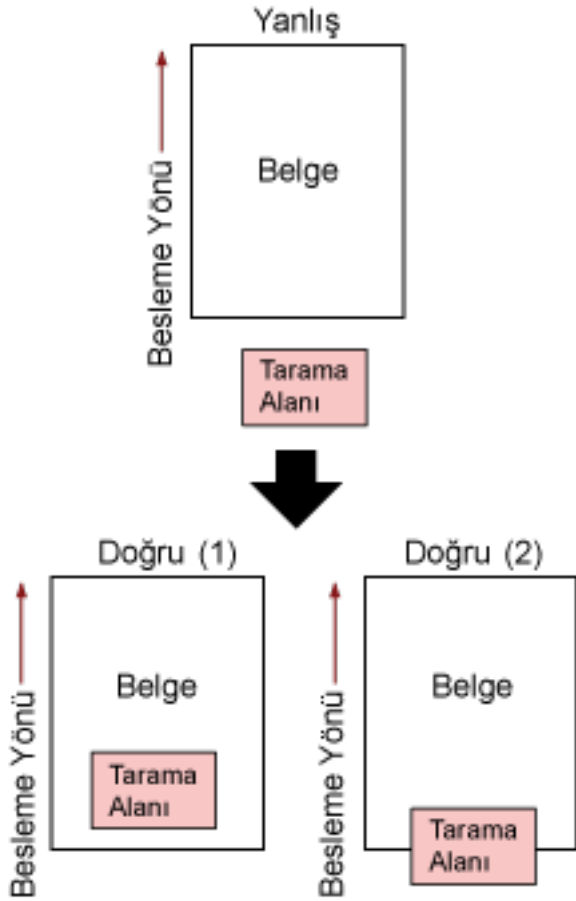 Yanlış
Besleme Yönü
Belge
Tarama
Alanı
Doğru (1)
Besleme Yönü
Belge
Tarama
Alanı
Doğru (2)
Besleme Yönü
Belge
Tarama
Alanı